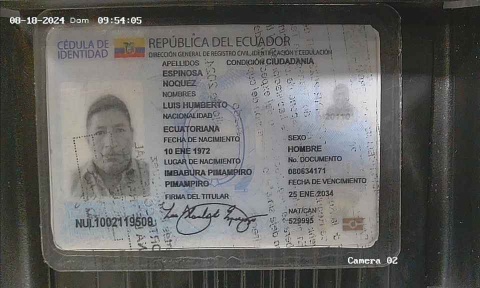 08-18-2024 Dom 09:54:05
CÉDULA DE IDENTIDAD
REPÚBLICA DEL ECUADOR
DIRECCIÓN GENERAL DE REGISTRO CIVIL, IDENTIFICACIÓN Y CEDULACIÓN
APELLIDOS CONDICIÓN CIUDADANIA
ESPINOSA
NOQUEZ
NOMBRES
LUIS HUMBERTO
NACIONALIDAD
ECUATORIANA
FECHA DE NACIMIENTO SEXO
10 ENE 1972 HOMBRE
LUGAR DE NACIMIENTO No. DOCUMENTO
IMBABURA PIMAMPIRO 080634171
PIMAMPIRO FECHA DE VENCIMIENTO
FIRMA DEL TITULAR 25 ENE 2034
NAT/CAN
NUI.1002119509 529995
Camera 02